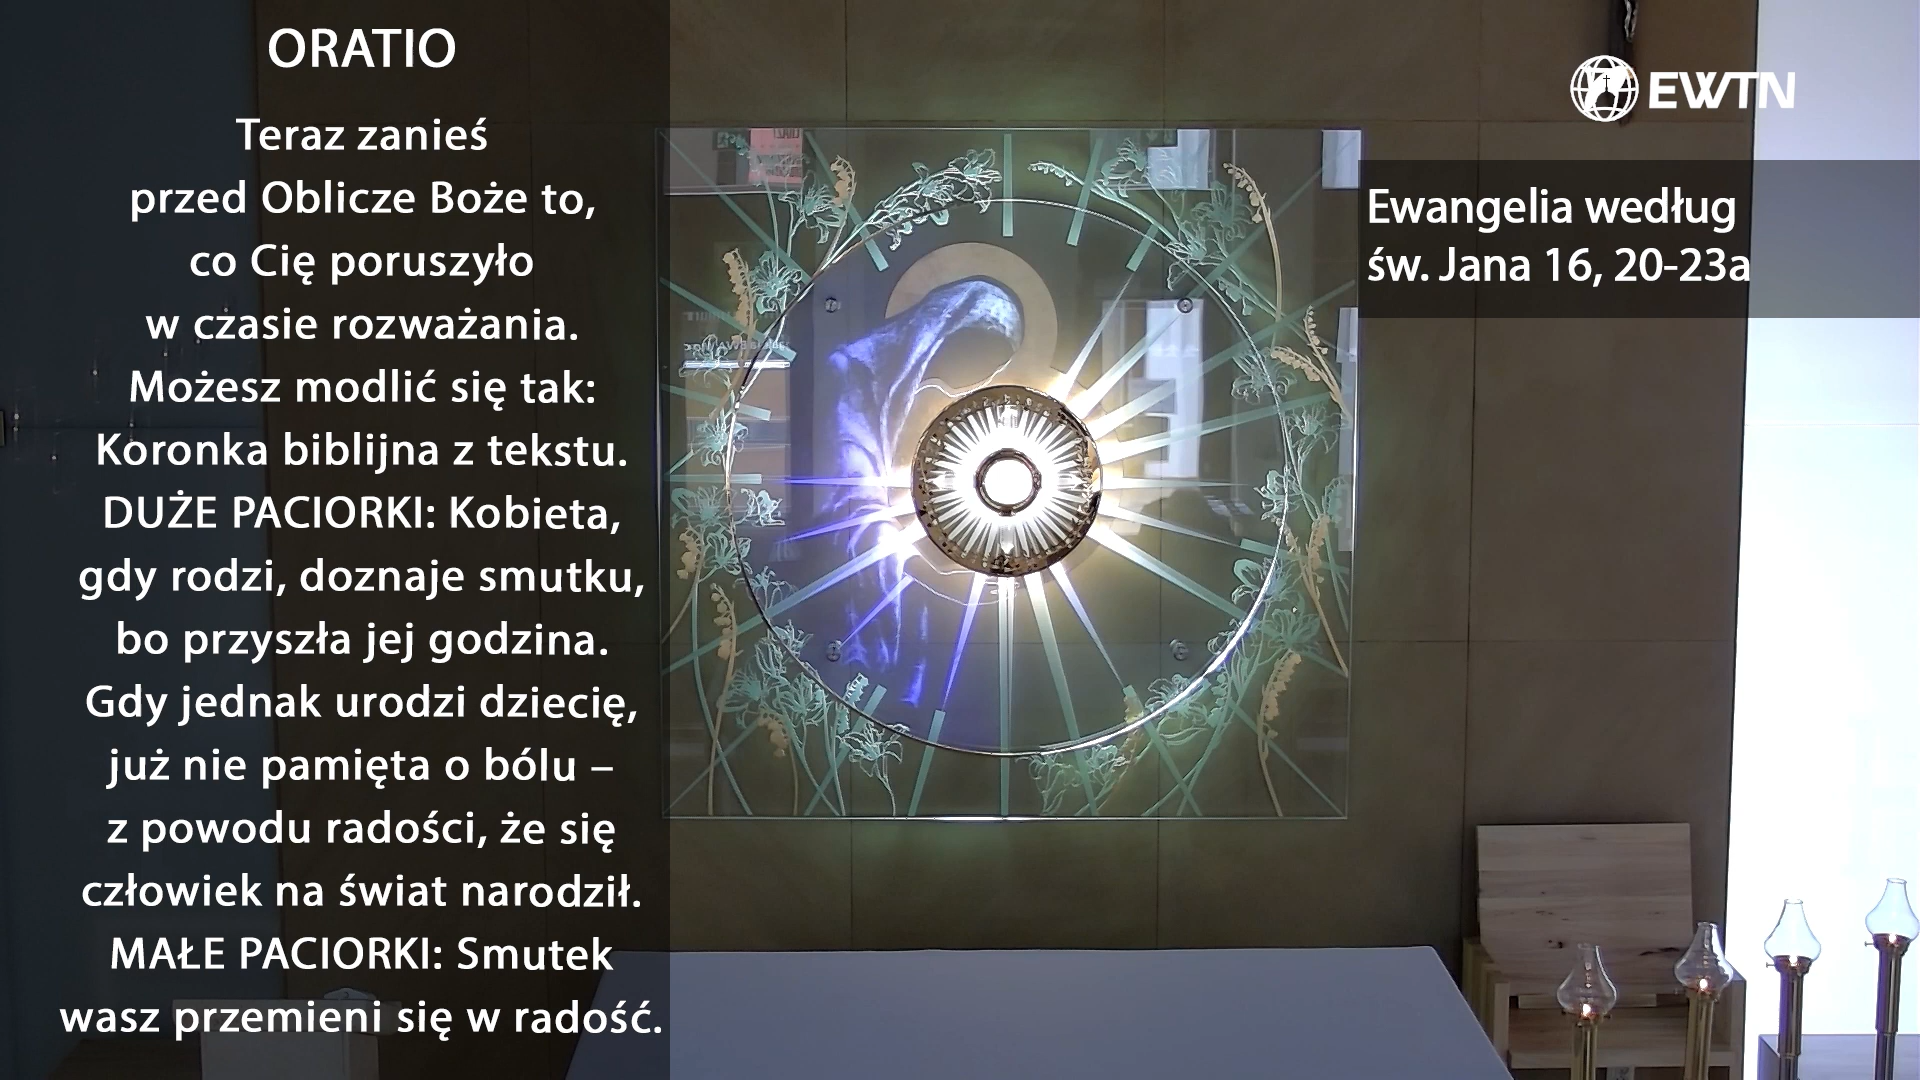 ORATIO
Teraz zanieś
przed Oblicze Boże to,
co Cię poruszyło
w czasie rozważania.
Możesz modlić się tak:
Koronka biblijna z tekstu.
DUŻE PACIORKI: Kobieta,
gdy rodzi, doznaje smutku,
bo przyszła jej godzina.
Gdy jednak urodzi dziecię,
już nie pamięta o bólu –
z powodu radości, że się
człowiek na świat narodził.
MAŁE PACIORKI: Smutek
wasz przemieni się w radość.
EWTN
Ewangelia według
św. Jana 16, 20-23a